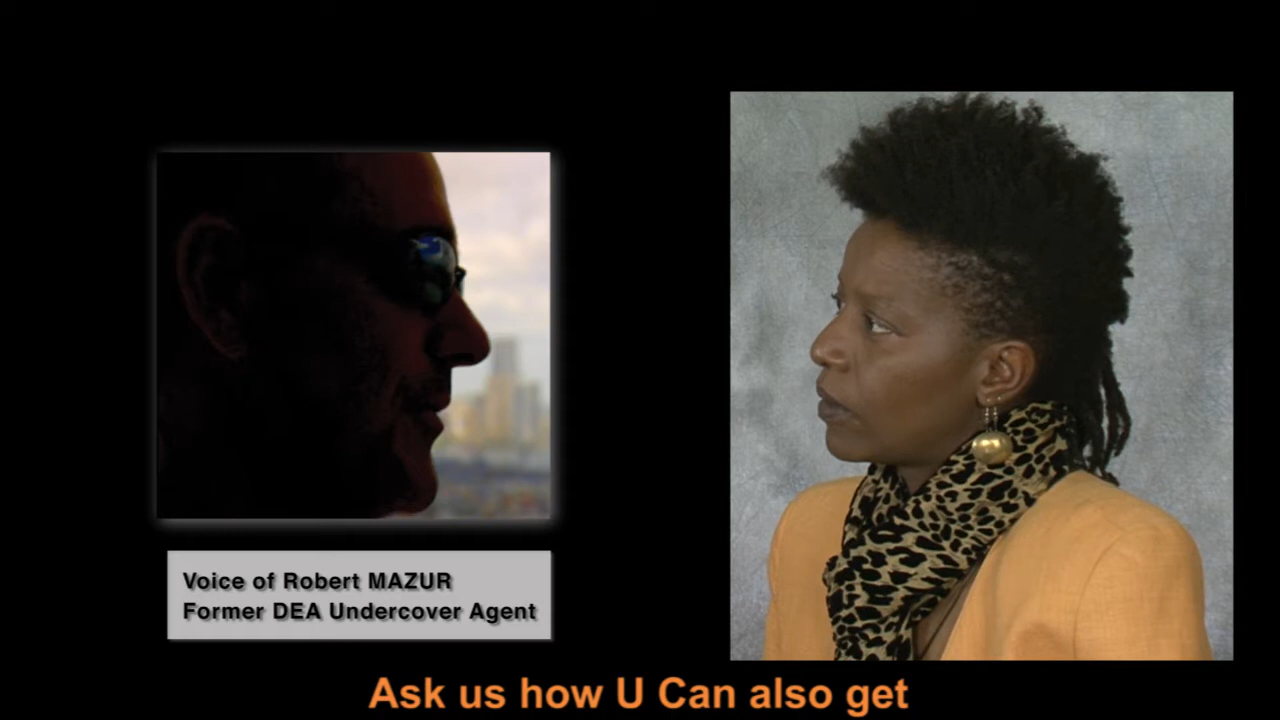 Voice of Robert MAZUR
Former DEA Undercover Agent
Ask us how U Can also get